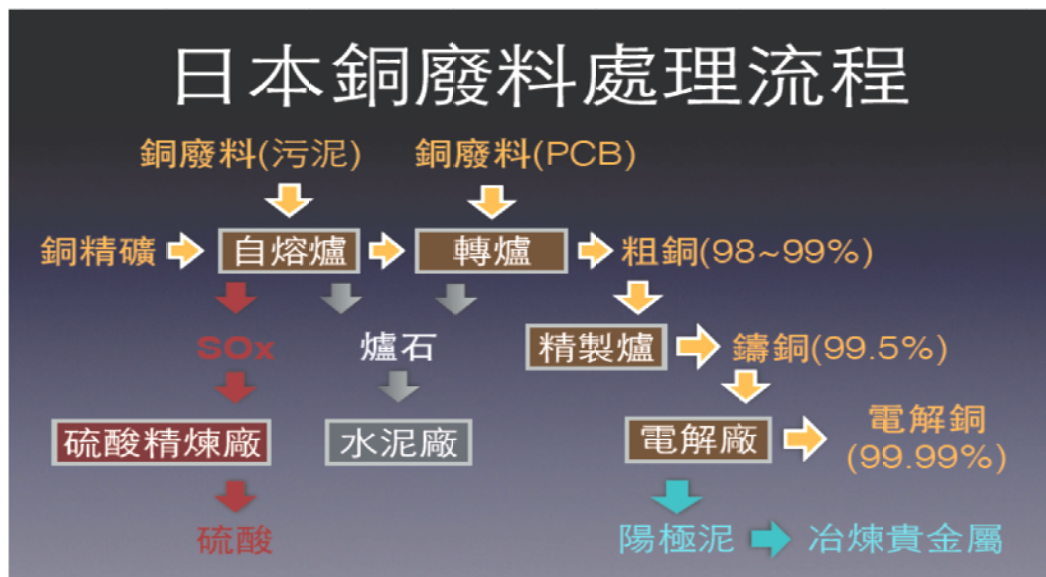 日本銅廢料處理流程
銅廢料(污泥) 銅廢料(PCB)
銅精礦 自熔爐 轉爐 粗銅(98~99%)
SOx 爐石 精製爐 鑄銅(99.5%)
硫酸精煉廠 水泥廠 電解廠 電解銅
(99.99%)
硫酸 陽極泥 冶煉貴金屬